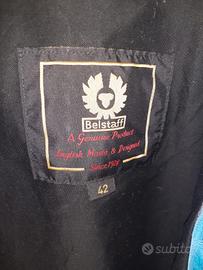 Belstaff
A Genuine Product
English Made & Designed
Since 1924
42
subito